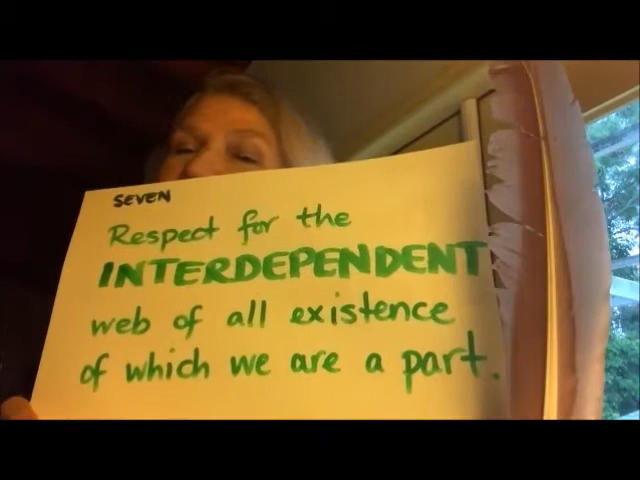 SEVEN
Respect for the
INTERDEPENDENT
web of all existence
of which we are a part.